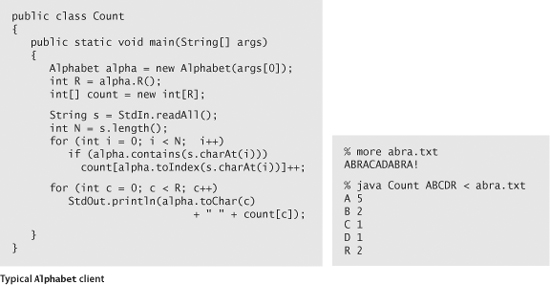 public class Count
{
public static void main(String[] args)
{
Alphabet alpha = new Alphabet(args[0]);
int R = alpha.R();
int[] count = new int[R];
String s = StdIn.readAll();
int N = s.length();
for (int i = 0; i < N; i++)
if (alpha.contains(s.charAt(i)))
count[alpha.toIndex(s.charAt(i))]++;
for (int c = 0; c < R; c++)
StdOut.println(alpha.toChar(c)
+ " " + count[c]);
}
}
% more abra.txt
ABRACADABRA!
% java Count ABCDR < abra.txt
A 5
B 2
C 1
D 1
R 2
Typical Alphabet client